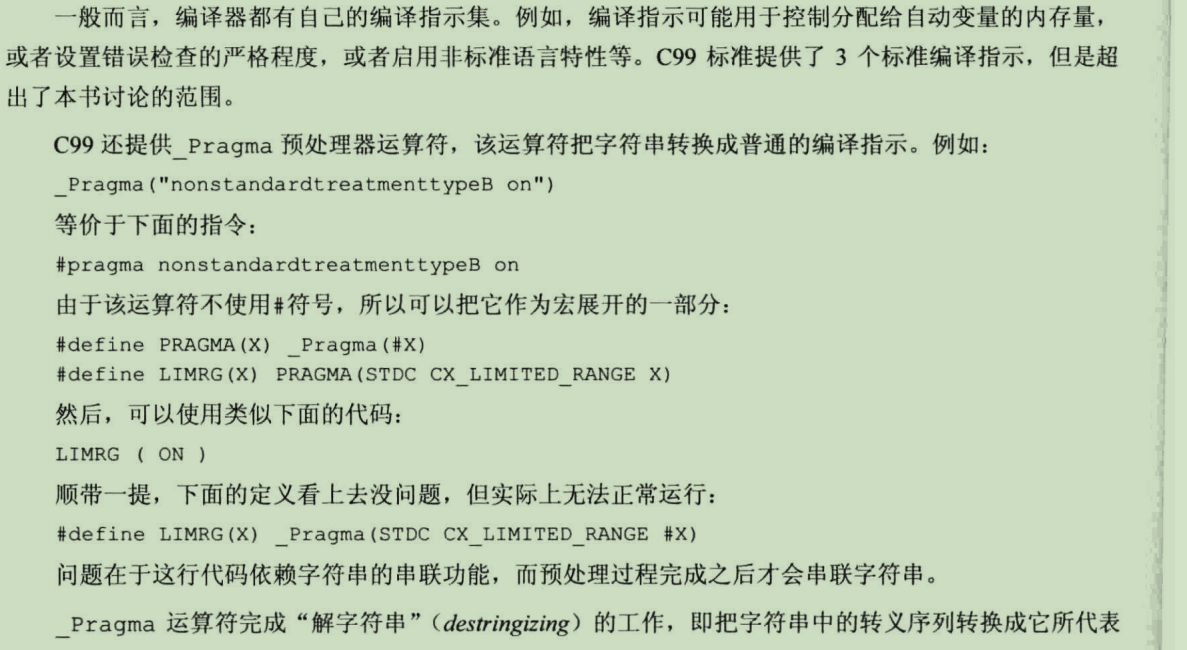 一般而言，编译器都有自己的编译指示集。例如，编译指示可能用于控制分配给自动变量的内存量，
或者设置错误检查的严格程度，或者启用非标准语言特性等。C99 标准提供了 3 个标准编译指示，但是超
出了本书讨论的范围。
C99 还提供_Pragma 预处理器运算符，该运算符把字符串转换成普通的编译指示。例如：
_Pragma("nonstandardtreatmenttypeB on")
等价于下面的指令：
#pragma nonstandardtreatmenttypeB on
由于该运算符不使用#符号，所以可以把它作为宏展开的一部分：
#define PRAGMA(X) _Pragma(#X)
#define LIMRG(X) PRAGMA(STDC CX_LIMITED_RANGE X)
然后，可以使用类似下面的代码：
LIMRG ( ON )
顺带一提，下面的定义看上去没问题，但实际上无法正常运行：
#define LIMRG(X) _Pragma(STDC CX_LIMITED_RANGE #X)
问题在于这行代码依赖字符串的串联功能，而预处理过程完成之后才会串联字符串。
_Pragma 运算符完成“解字符串”（destringizing）的工作，即把字符串中的转义序列转换成它所代表